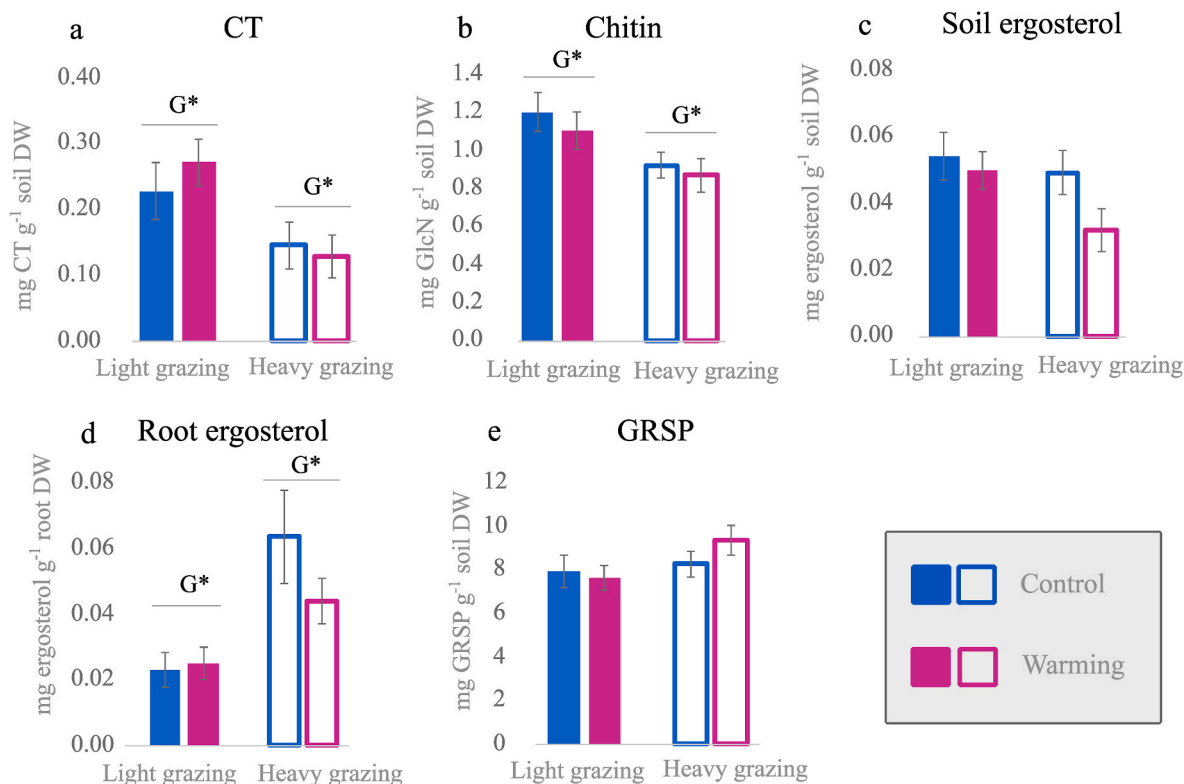 a CT
mg CT g⁻¹ soil DW
0.40
0.30
0.20
0.10
0.00
G*
G*
Light grazing Heavy grazing
b Chitin
mg GlcN g⁻¹ soil DW
1.4
1.2
1.0
0.8
0.6
0.4
0.2
0.0
G*
G*
Light grazing Heavy grazing
c Soil ergosterol
mg ergosterol g⁻¹ soil DW
0.08
0.06
0.04
0.02
0.00
Light grazing Heavy grazing
d Root ergosterol
mg ergosterol g⁻¹ root DW
0.08
0.06
0.04
0.02
0.00
G*
G*
Light grazing Heavy grazing
e GRSP
mg GRSP g⁻¹ soil DW
12
10
8
6
4
2
0
Light grazing Heavy grazing
Control
Warming